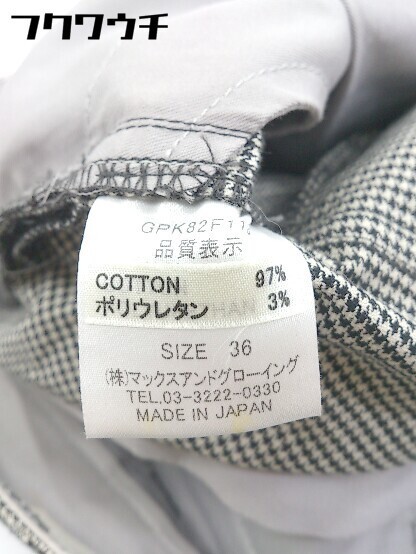 フクワウチ
GPK82F11
品質表示
COTTON 97%
ポリウレタン 3%
SIZE 36
(株)マックスアンドグローイング
TEL.03-3222-0330
MADE IN JAPAN